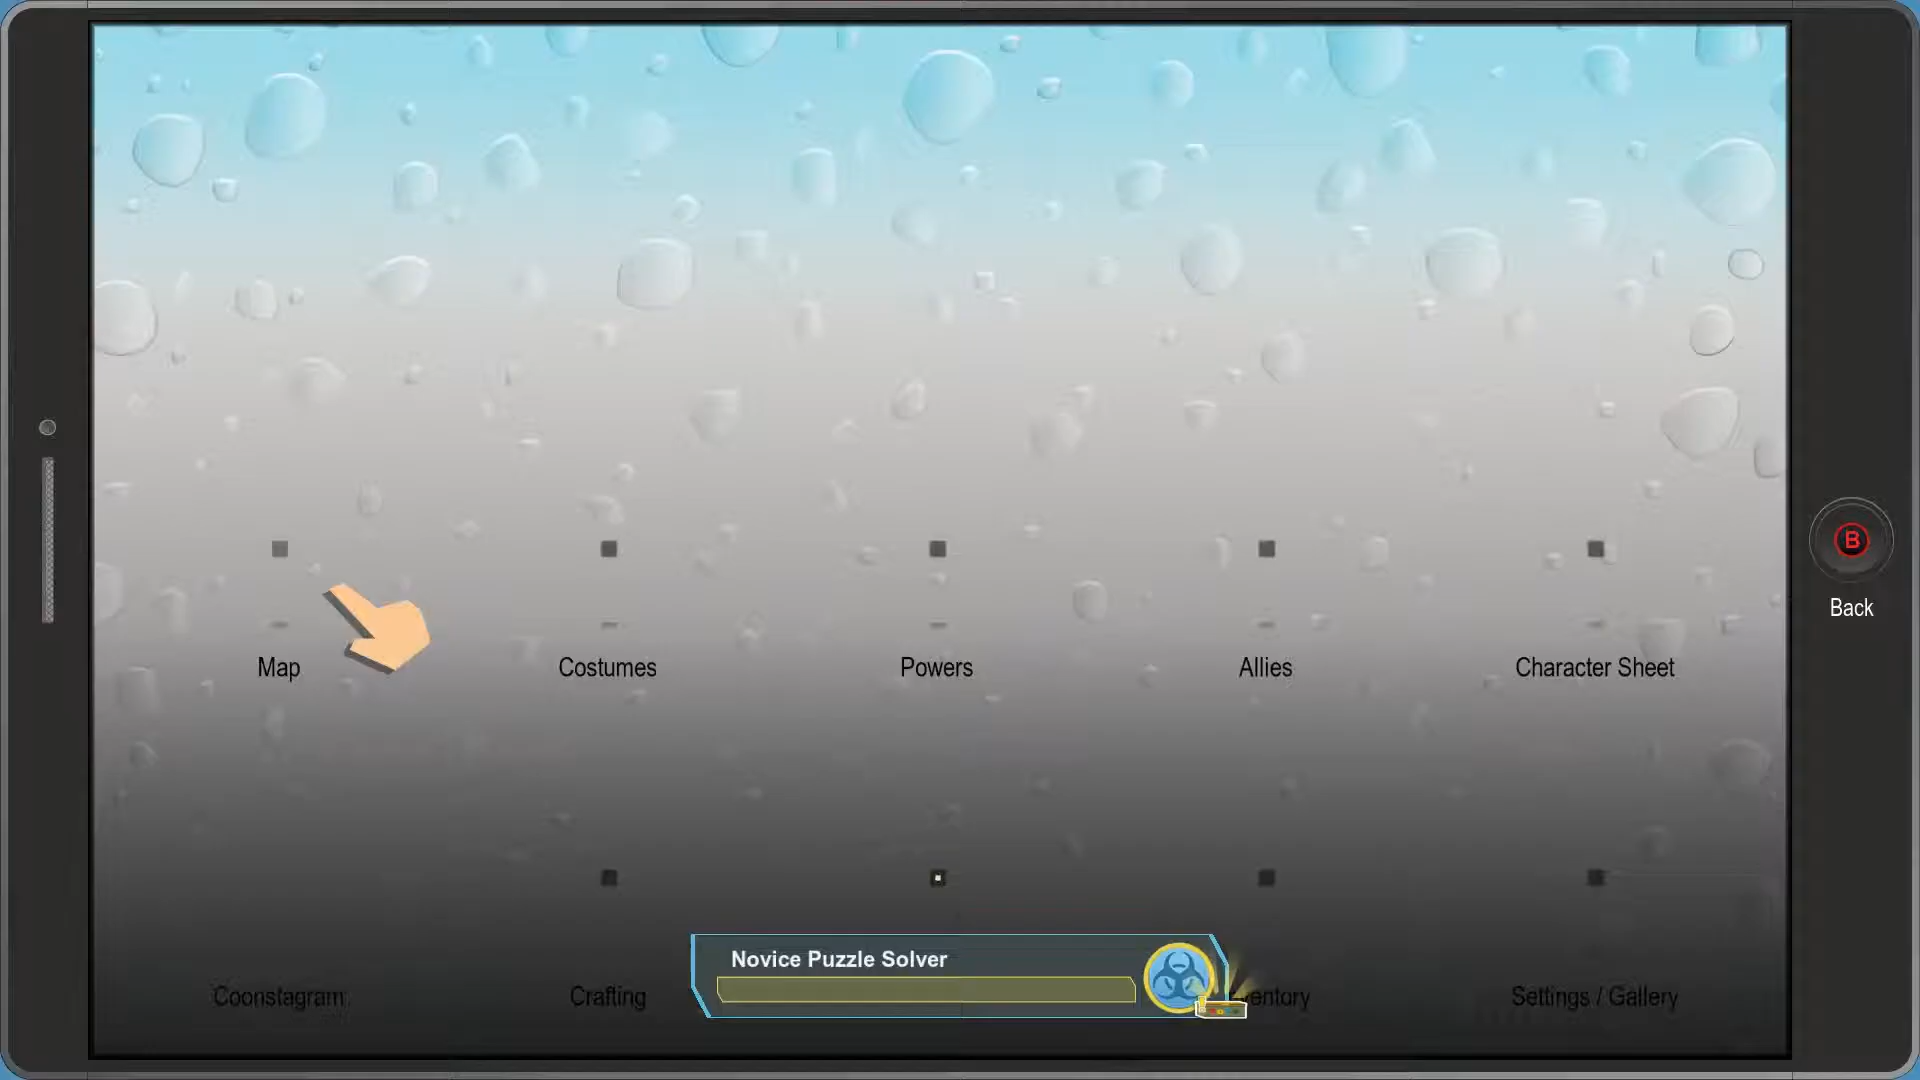 B
Back
Map
Costumes
Powers
Allies
Character Sheet
Novice Puzzle Solver
Coonstagram
Crafting
Settings / Gallery